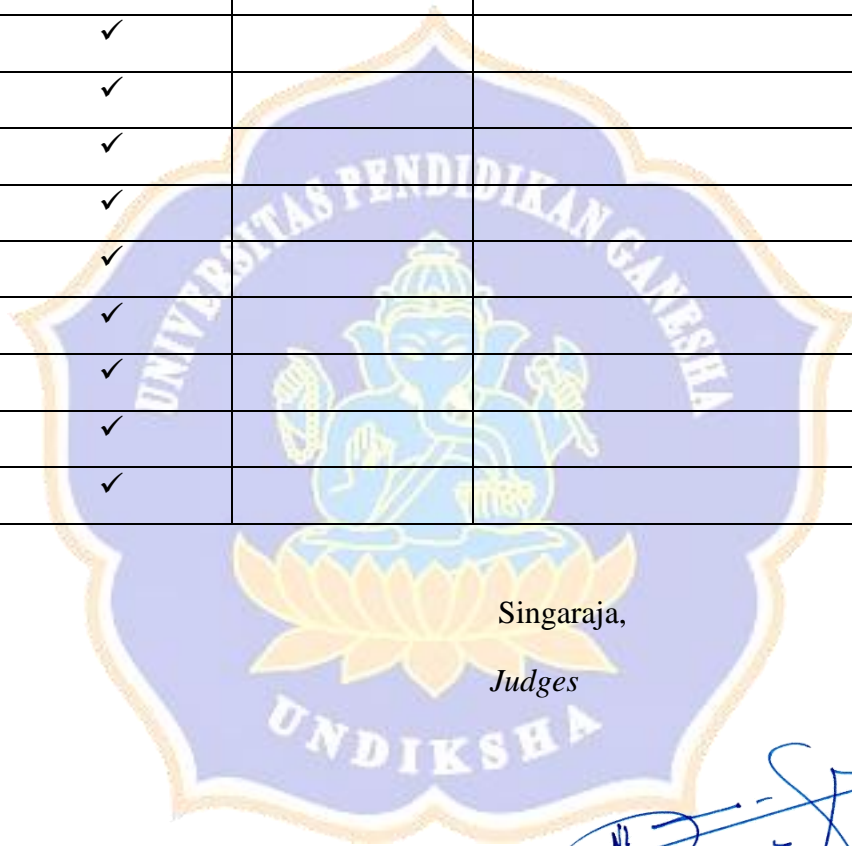 ✓
✓
✓
✓
✓
✓
✓
✓
✓
UNIVERSITAS PENDIDIKAN GANESHA
Singaraja,
Judges
UNDIKSHA